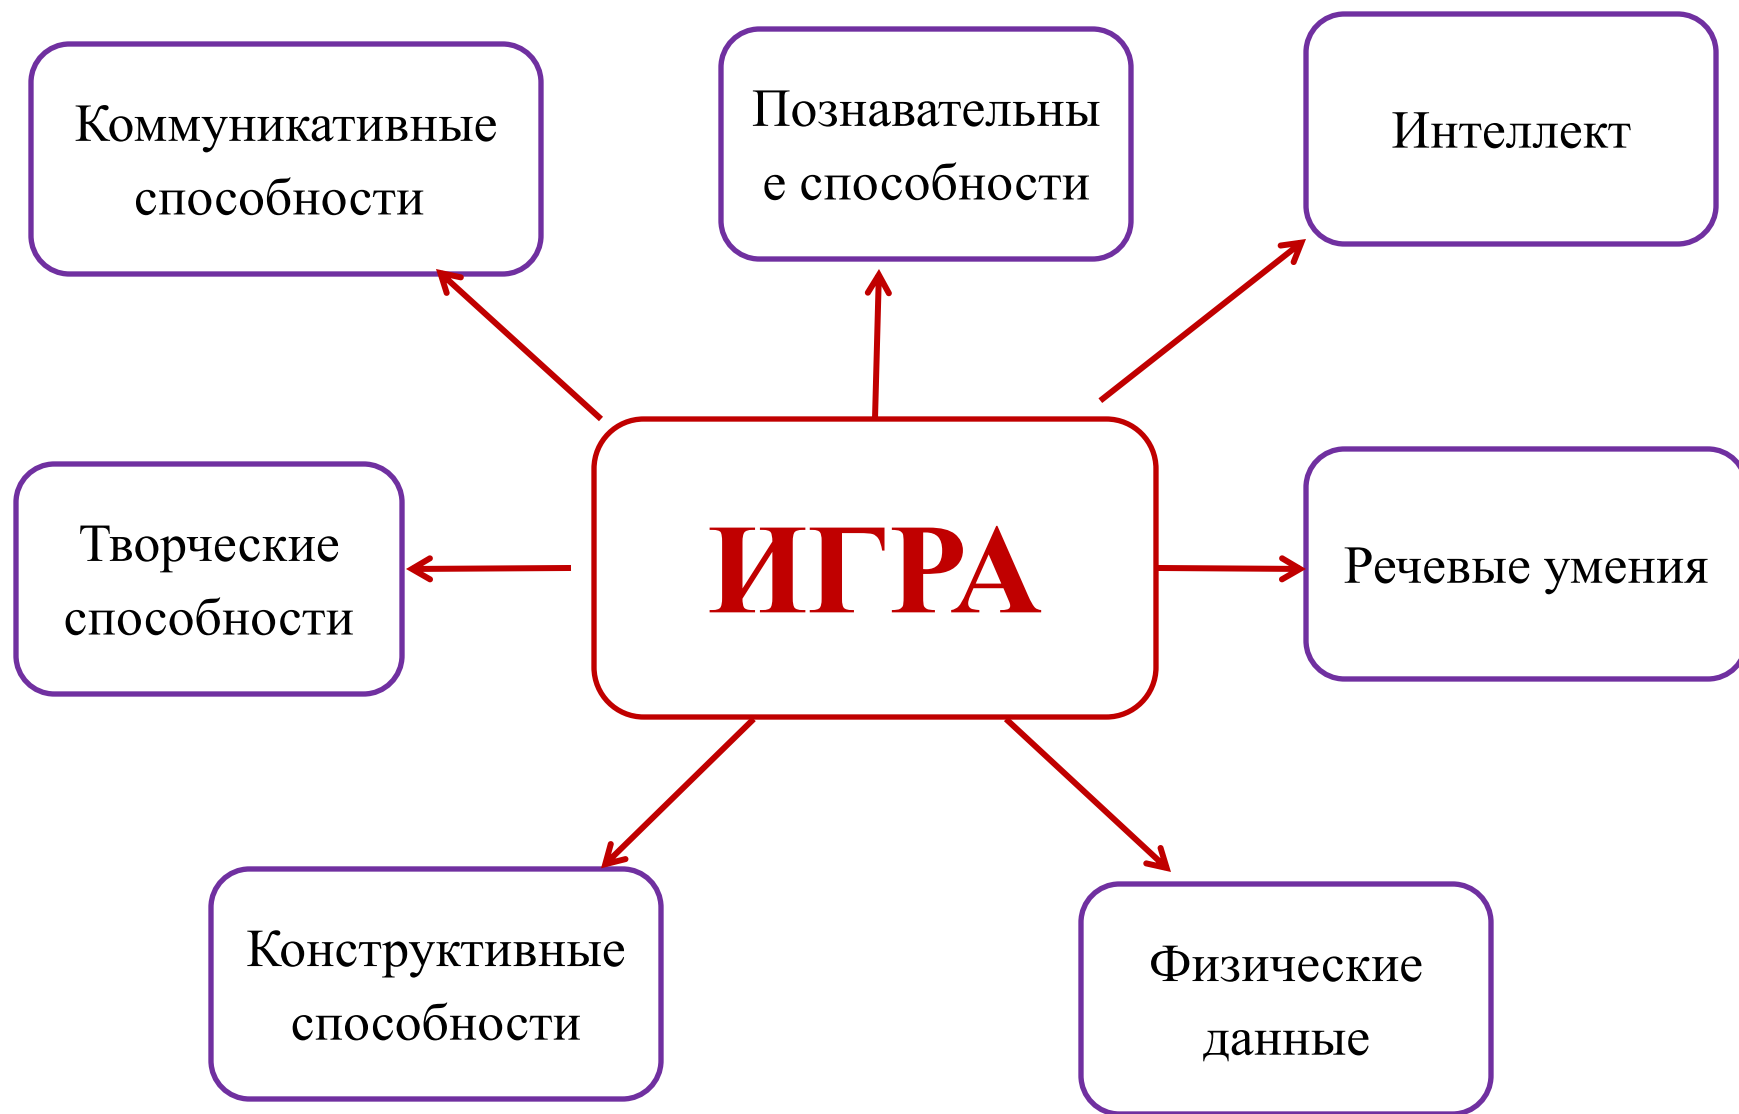 Коммуникативные
способности
Познавательны
е способности
Интеллект
Творческие
способности
ИГРА
Речевые умения
Конструктивные
способности
Физические
данные